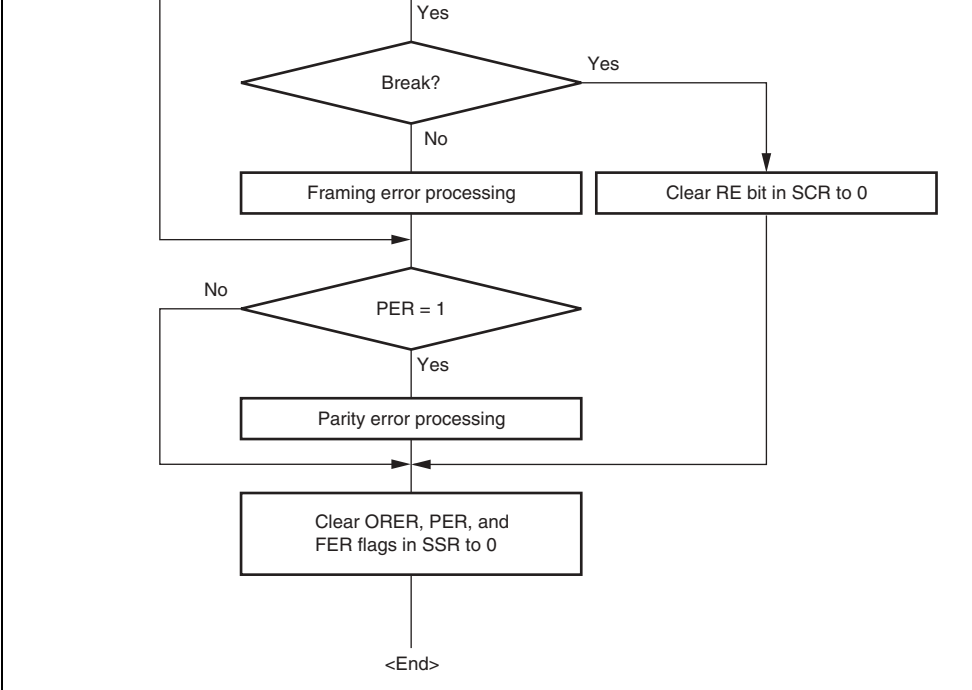 Yes
Break?
Yes
No
Framing error processing
Clear RE bit in SCR to 0
No
PER = 1
Yes
Parity error processing
Clear ORER, PER, and
FER flags in SSR to 0
<End>